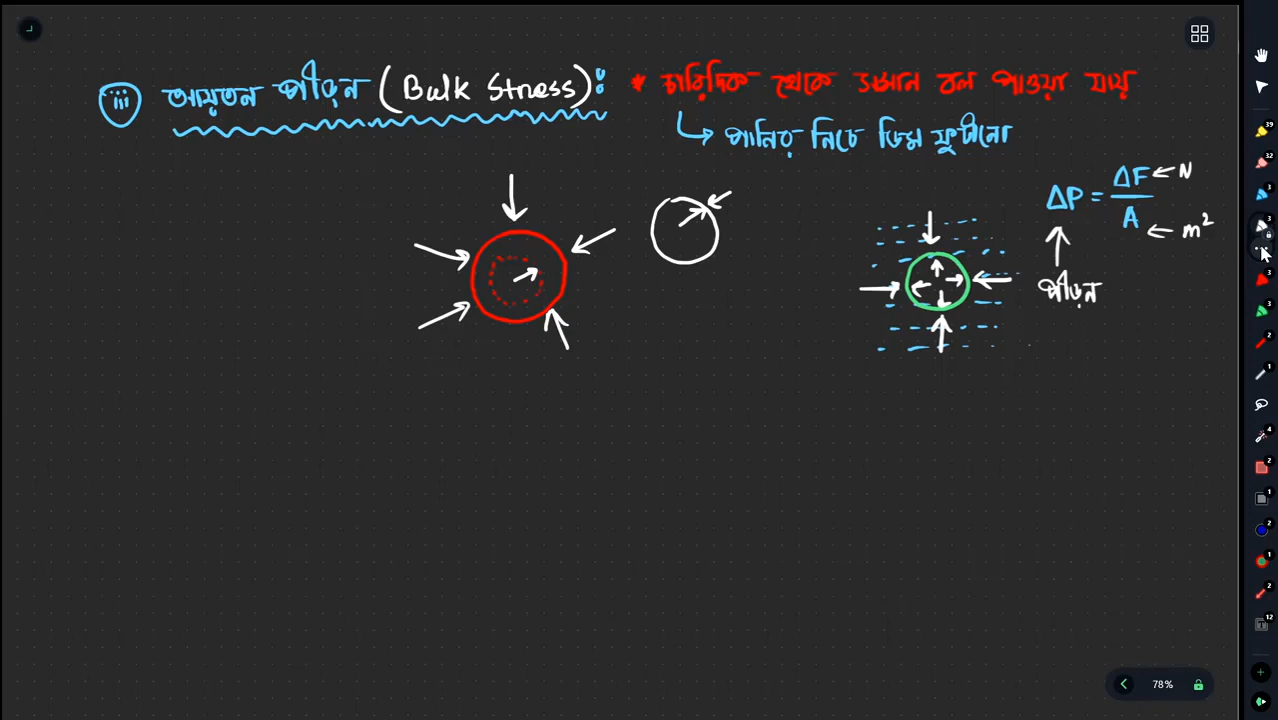 iii আয়তন পীড়ন (Bulk Stress):
* চারিদিক থেকে সমান বল পাওয়া যায়
↳ পানির নিচে ডিম ফুটানো
ΔP = ΔF / A
← N
← m²
পীড়ন
78%